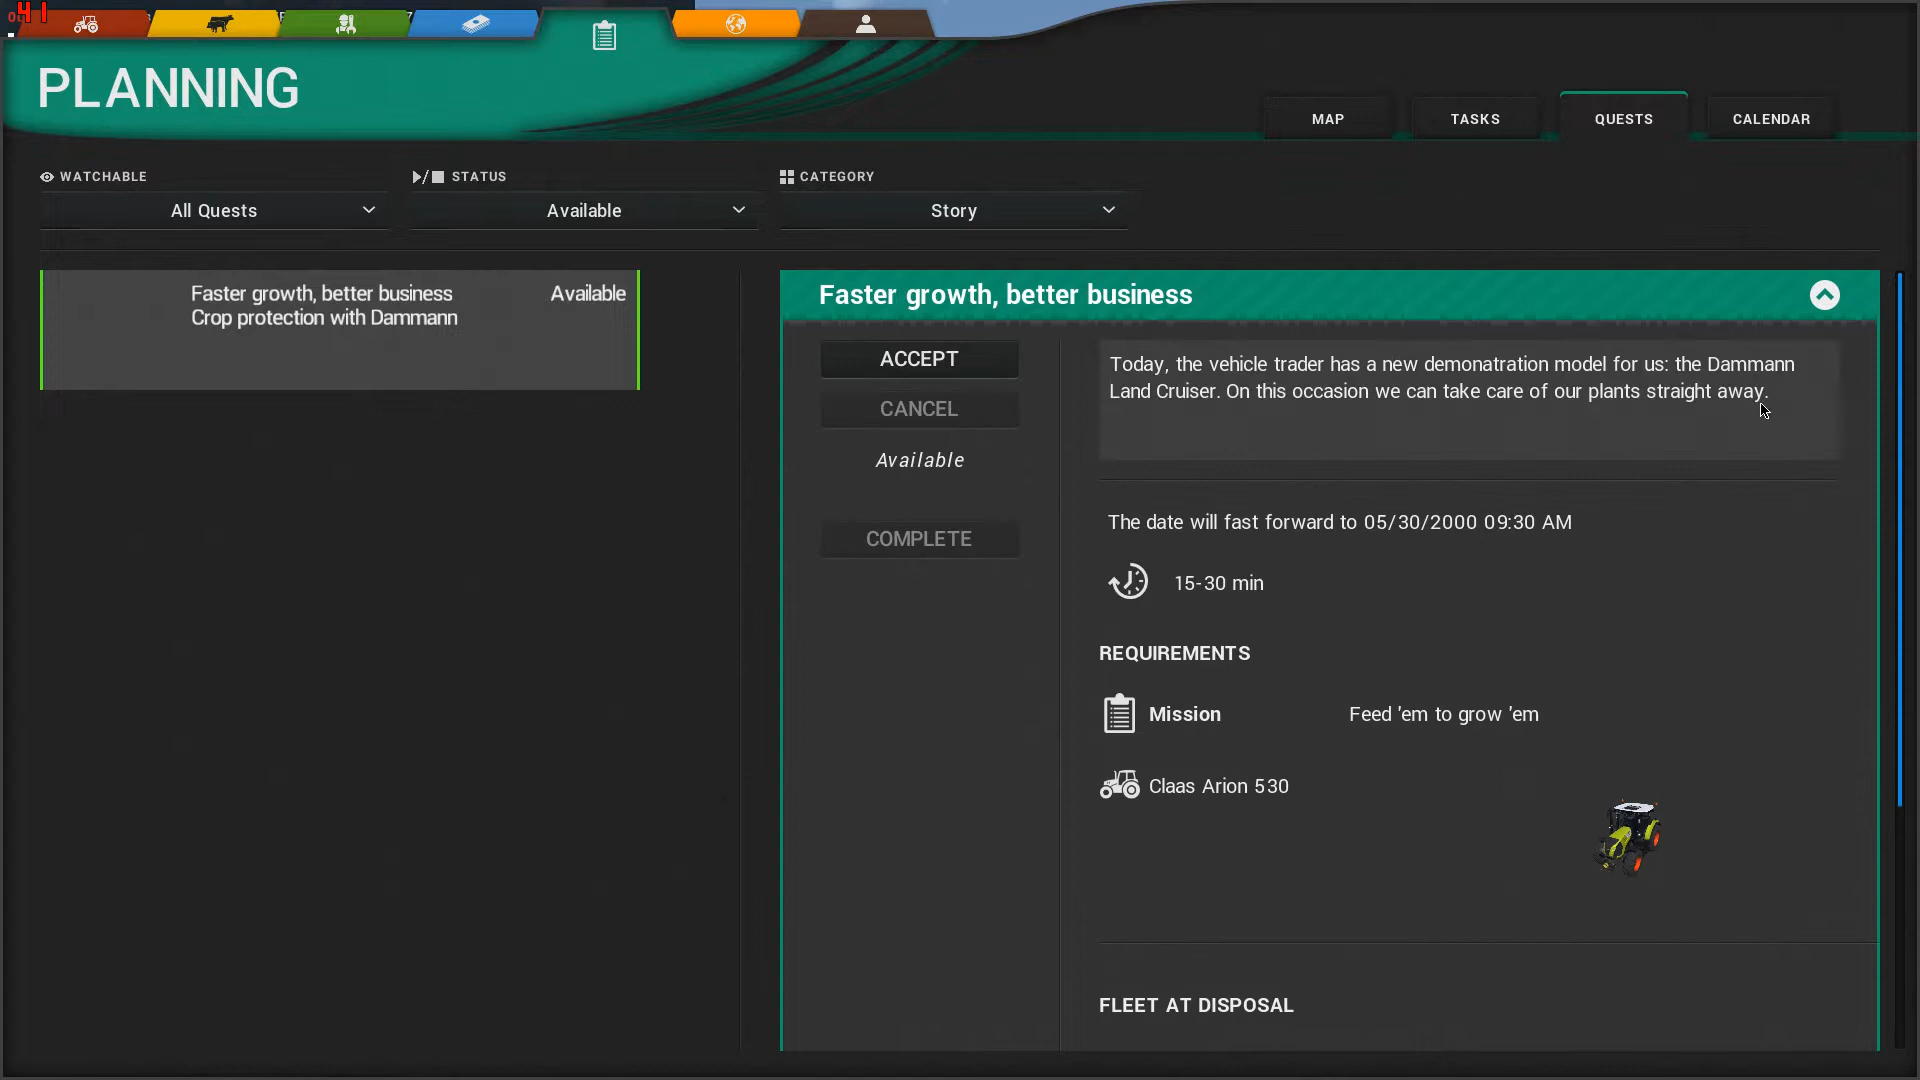 41
PLANNING
MAP
TASKS
QUESTS
CALENDAR
WATCHABLE
STATUS
CATEGORY
All Quests
Available
Story
Faster growth, better business
Available
Crop protection with Dammann
Faster growth, better business
ACCEPT
CANCEL
Available
COMPLETE
Today, the vehicle trader has a new demonatration model for us: the Dammann
Land Cruiser. On this occasion we can take care of our plants straight away.
The date will fast forward to 05/30/2000 09:30 AM
15-30 min
REQUIREMENTS
Mission
Feed 'em to grow 'em
Claas Arion 530
FLEET AT DISPOSAL